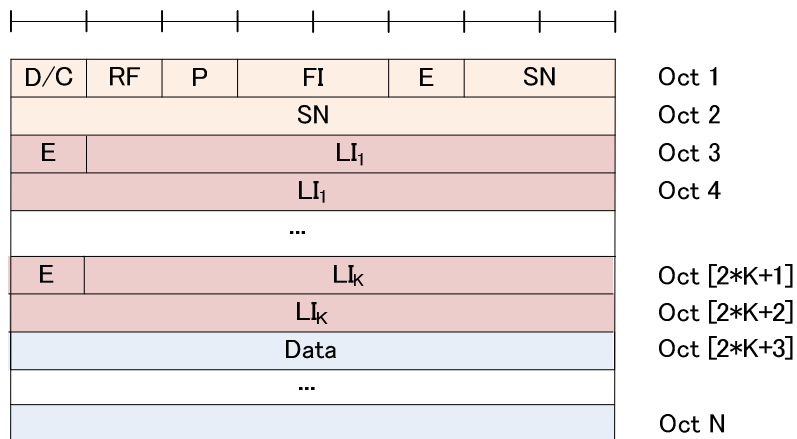 D/C RF P FI E SN Oct 1
SN Oct 2
E LI₁ Oct 3
LI₁ Oct 4
...
E LIₖ Oct [2*K+1]
LIₖ Oct [2*K+2]
Data Oct [2*K+3]
...
Oct N